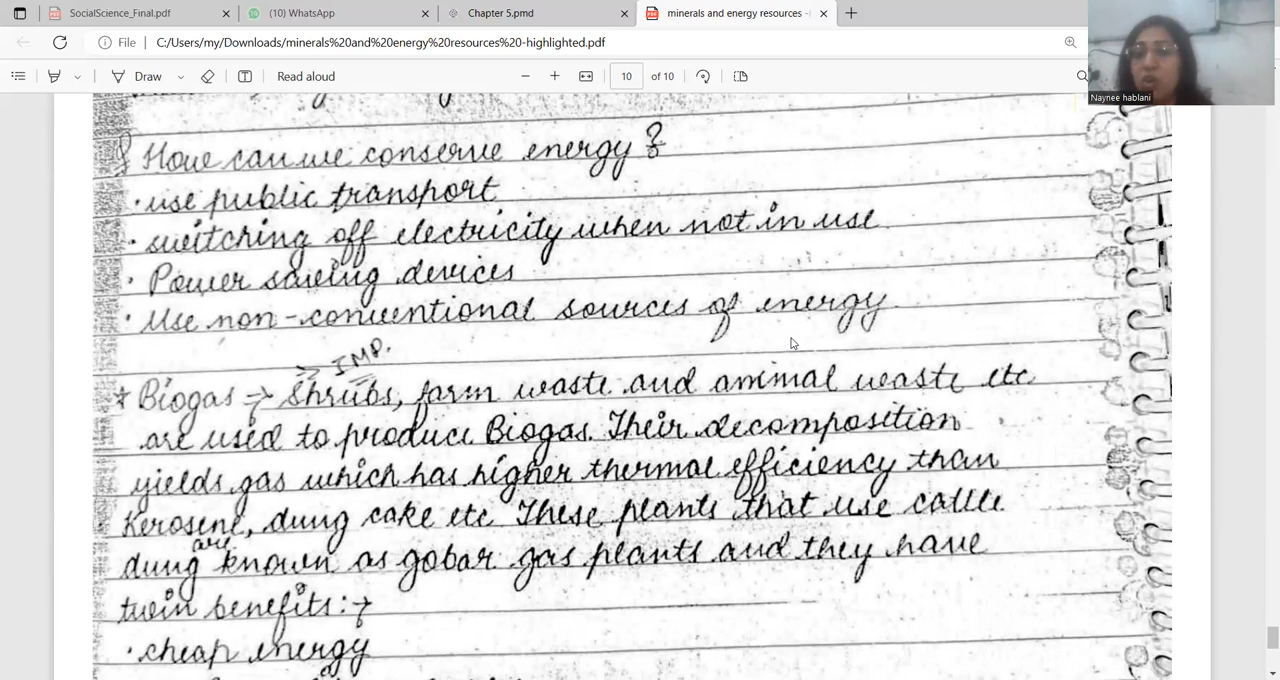 SocialScience_Final.pdf
(10) WhatsApp
Chapter 5.pmd
minerals and energy resources -
File
C:/Users/my/Downloads/minerals%20and%20energy%20resources%20-highlighted.pdf
Draw
Read aloud
10 of 10
Naynee hablani
How can we conserve energy ?
· use public transport
· switching off electricity when not in use
· Power saving devices
· Use non-conventional sources of energy
IMP.
* Biogas → Shrubs, farm waste and animal waste etc
are used to produce Biogas. Their decomposition
yields gas which has higher thermal efficiency than
Kerosene, dung cake etc These plants that use cattle
dung are known as gobar gas plants and they have
twin benefits :→
· cheap energy